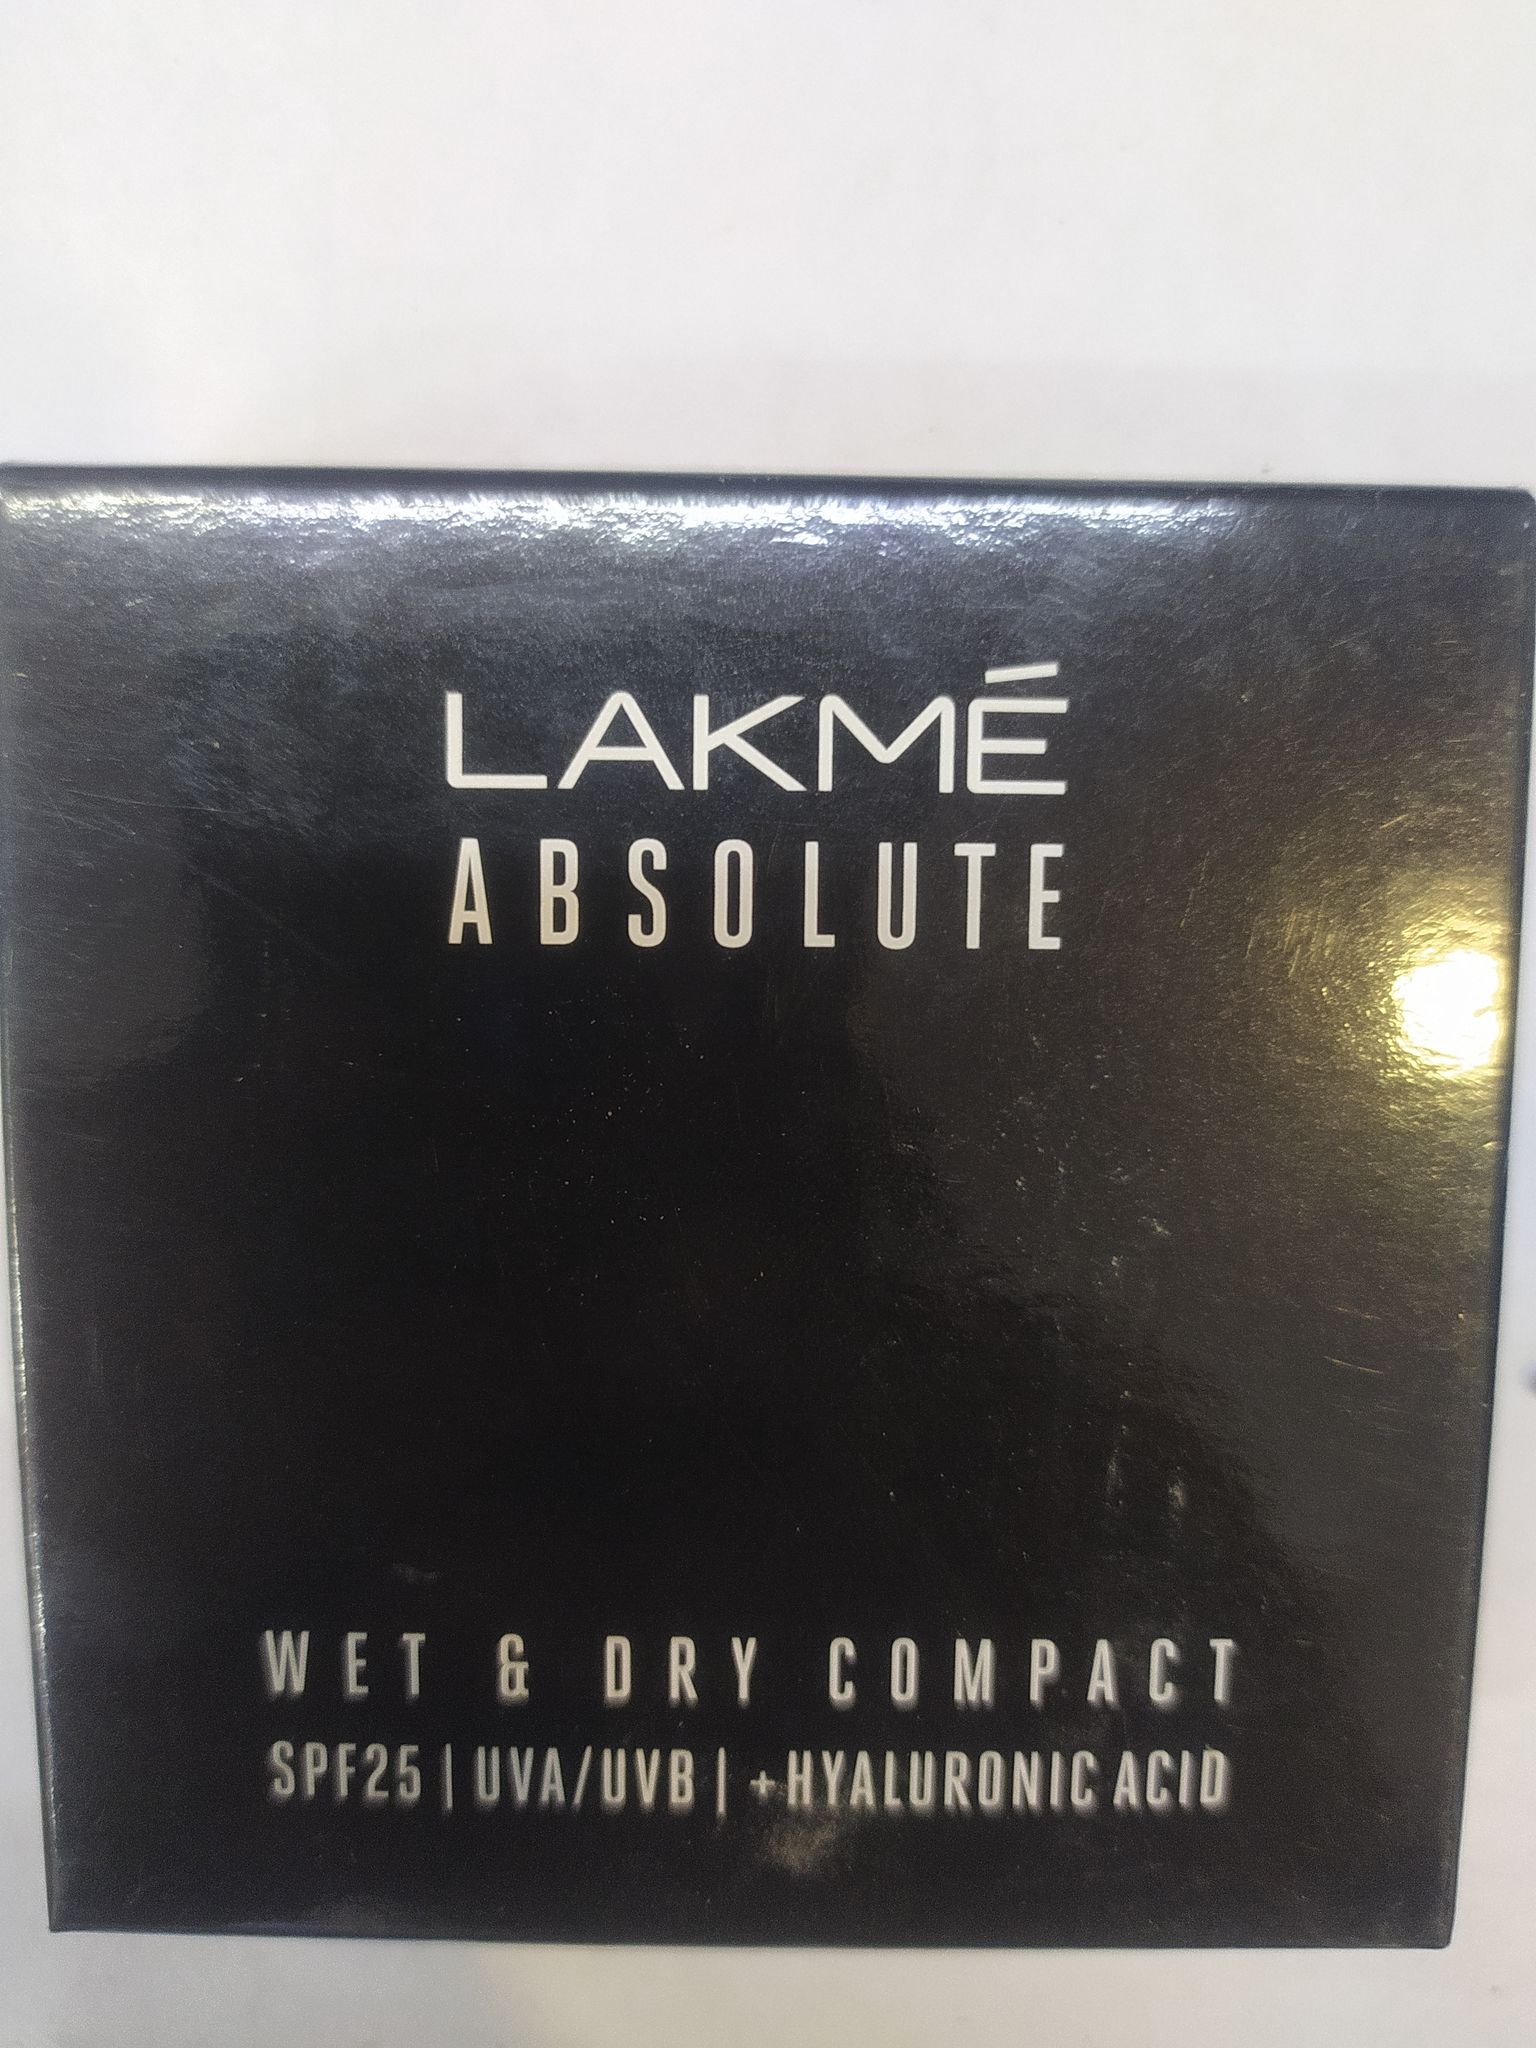 LAKMÉ
ABSOLUTE
WET & DRY COMPACT
SPF25 | UVA/UVB | +HYALURONIC ACID